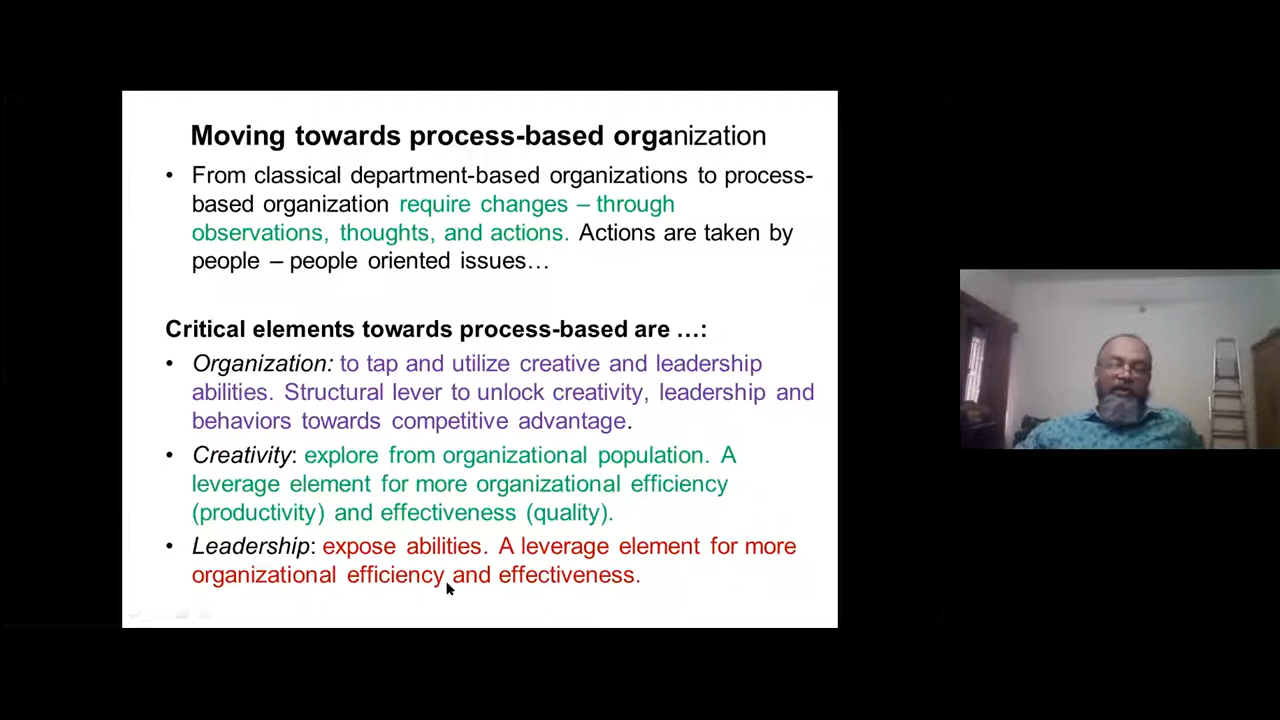 Moving towards process-based organization
• From classical department-based organizations to process-
based organization require changes – through
observations, thoughts, and actions. Actions are taken by
people – people oriented issues…
Critical elements towards process-based are …:
• Organization: to tap and utilize creative and leadership
abilities. Structural lever to unlock creativity, leadership and
behaviors towards competitive advantage.
• Creativity: explore from organizational population. A
leverage element for more organizational efficiency
(productivity) and effectiveness (quality).
• Leadership: expose abilities. A leverage element for more
organizational efficiency and effectiveness.